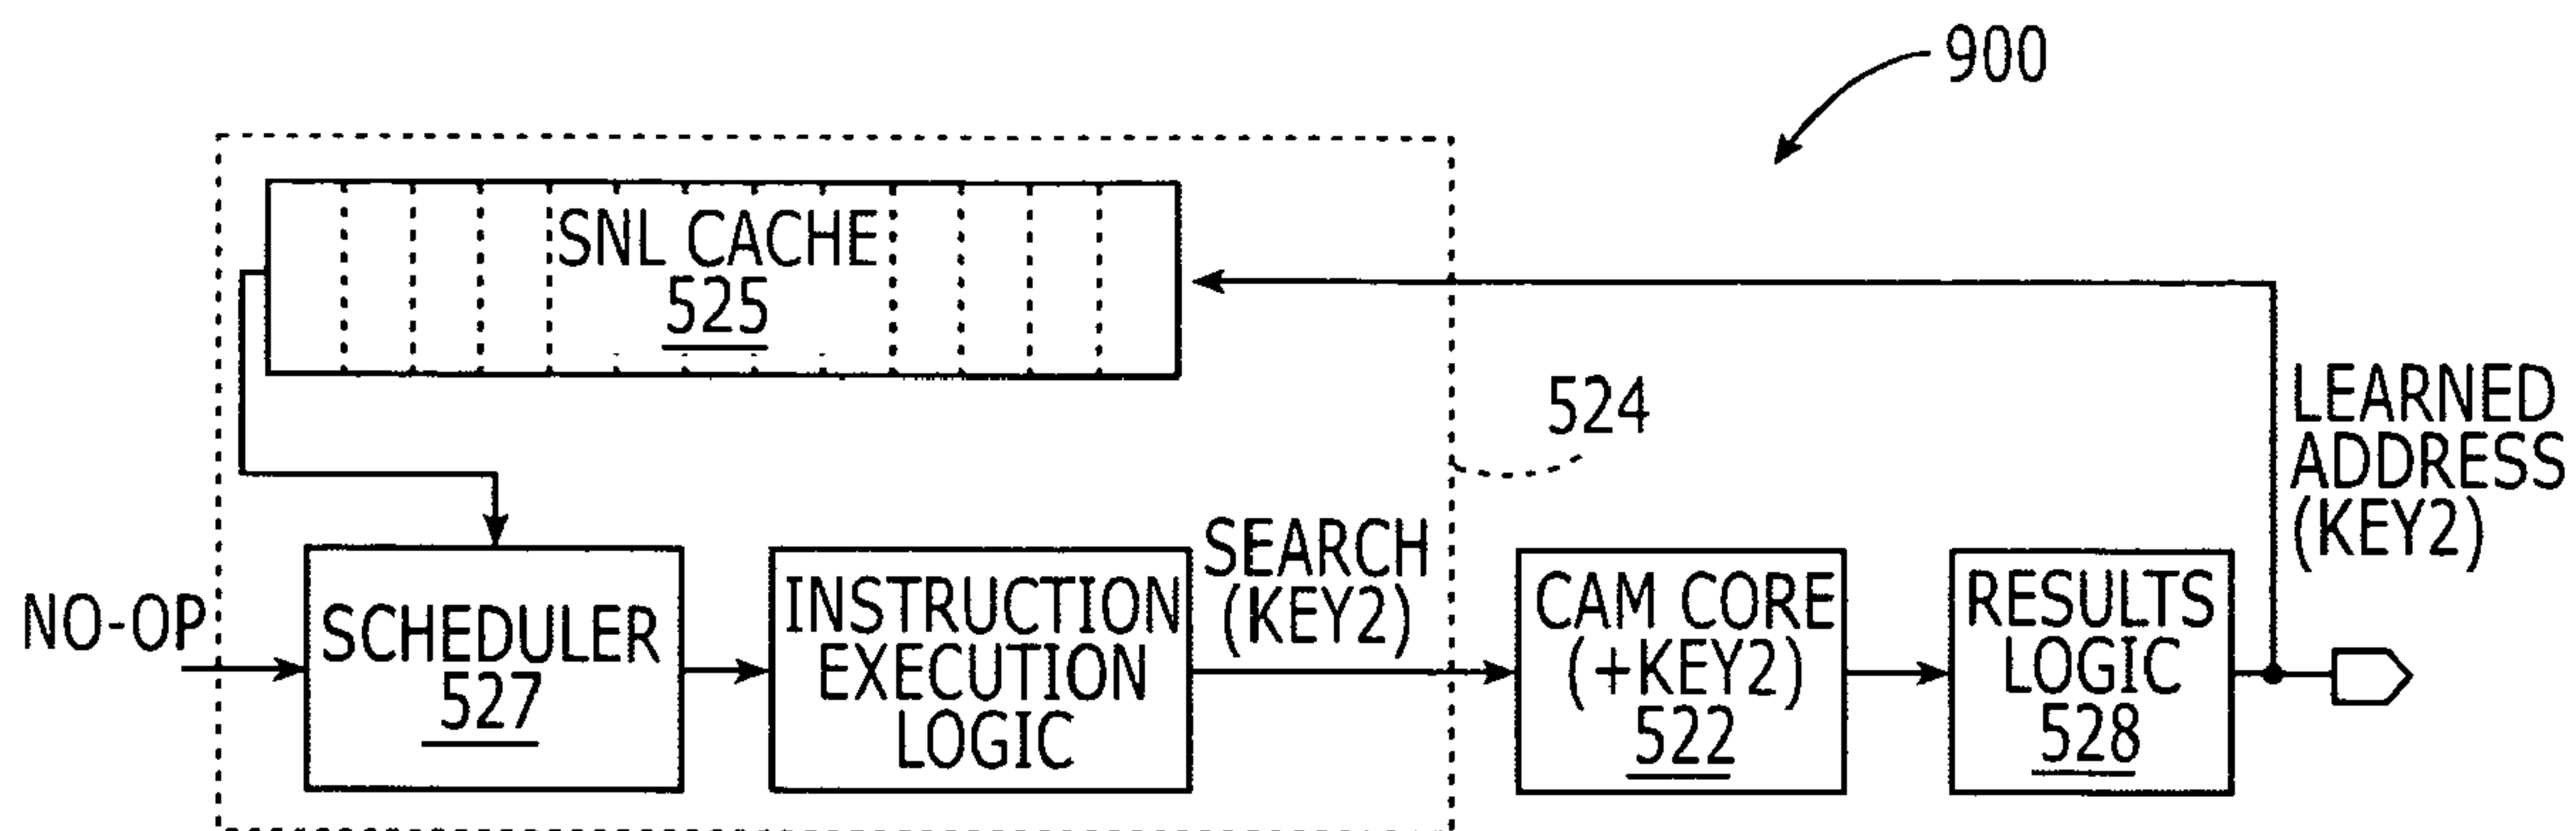 900
SNL CACHE
525
524
LEARNED
ADDRESS
(KEY2)
NO-OP
SCHEDULER
527
INSTRUCTION
EXECUTION
LOGIC
SEARCH
(KEY2)
CAM CORE
(+KEY2)
522
RESULTS
LOGIC
528